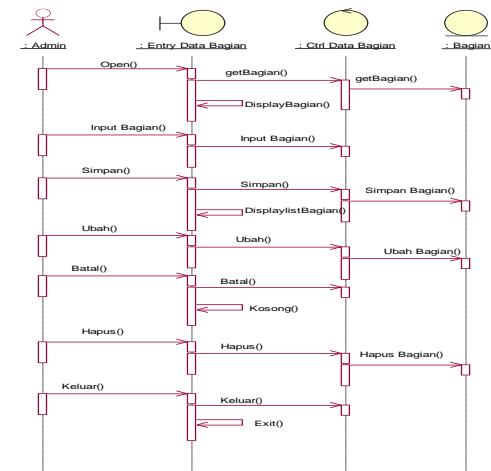 : Admin
: Entry Data Bagian
: Ctrl Data Bagian
: Bagian
Open()
getBagian()
getBagian()
DisplayBagian()
Input Bagian()
Input Bagian()
Simpan()
Simpan()
Simpan Bagian()
DisplaylistBagian()
Ubah()
Ubah()
Ubah Bagian()
Batal()
Batal()
Kosong()
Hapus()
Hapus()
Hapus Bagian()
Keluar()
Keluar()
Exit()